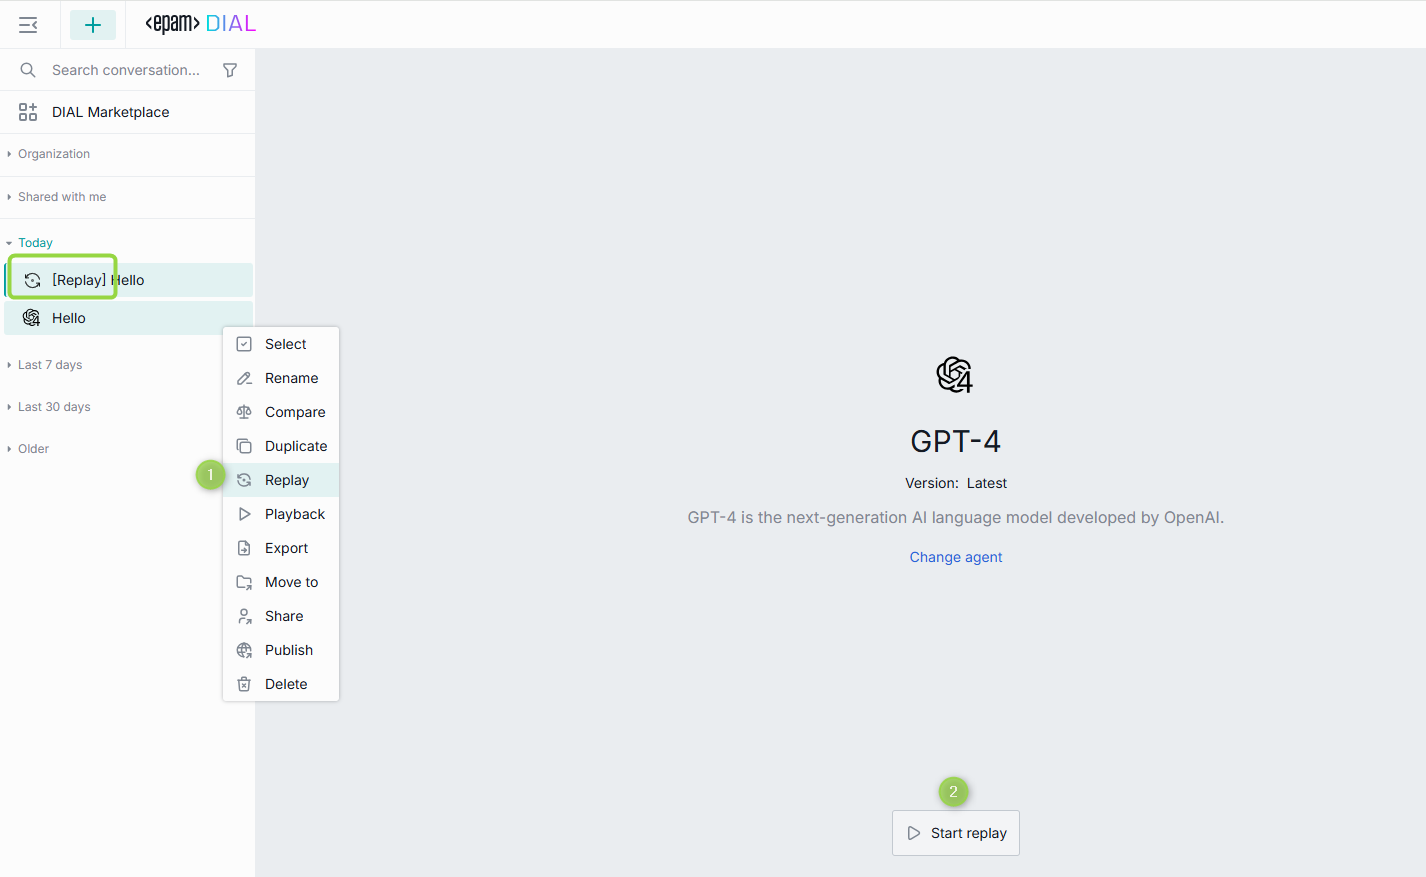 <epam> DIAL
Search conversation...
DIAL Marketplace
Organization
Shared with me
Today
[Replay] Hello
Hello
Last 7 days
Last 30 days
Older
Select
Rename
Compare
Duplicate
1
Replay
Playback
Export
Move to
Share
Publish
Delete
4
GPT-4
Version: Latest
GPT-4 is the next-generation AI language model developed by OpenAI.
Change agent
2
Start replay